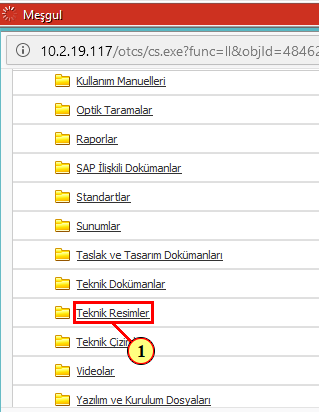 Meşgul
10.2.19.117/otcs/cs.exe?func=ll&objId=48462
Kullanım Manuelleri
Optik Taramalar
Raporlar
SAP İlişkili Dokümanlar
Standartlar
Sunumlar
Taslak ve Tasarım Dokümanları
Teknik Dokümanlar
Teknik Resimler
Teknik
1
Videolar
Yazılım ve Kurulum Dosyaları